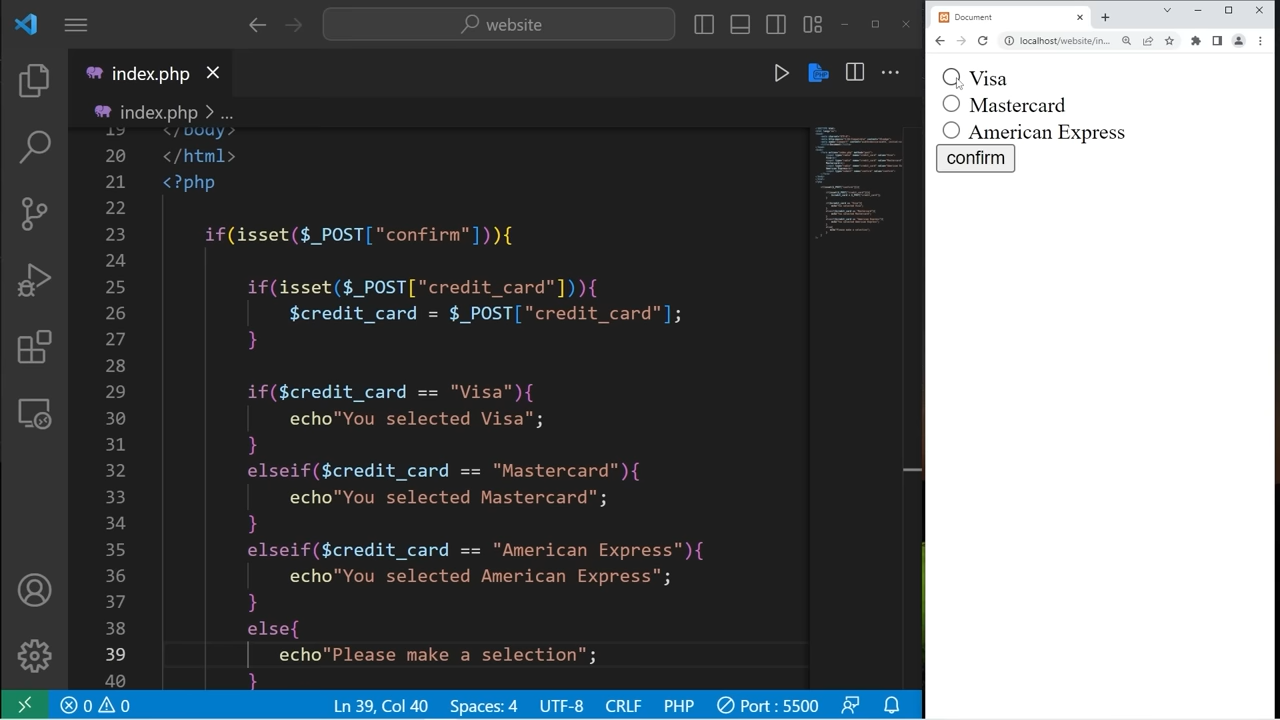 website
index.php
index.php > ...
19 </body>
20 </html>
21 <?php
22
23 if(isset($_POST["confirm"])){
24
25 if(isset($_POST["credit_card"])){
26 $credit_card = $_POST["credit_card"];
27 }
28
29 if($credit_card == "Visa"){
30 echo"You selected Visa";
31 }
32 elseif($credit_card == "Mastercard"){
33 echo"You selected Mastercard";
34 }
35 elseif($credit_card == "American Express"){
36 echo"You selected American Express";
37 }
38 else{
39 echo"Please make a selection";
40 }
0 0 Ln 39, Col 40 Spaces: 4 UTF-8 CRLF PHP Port : 5500
Document
localhost/website/in...
Visa
Mastercard
American Express
confirm